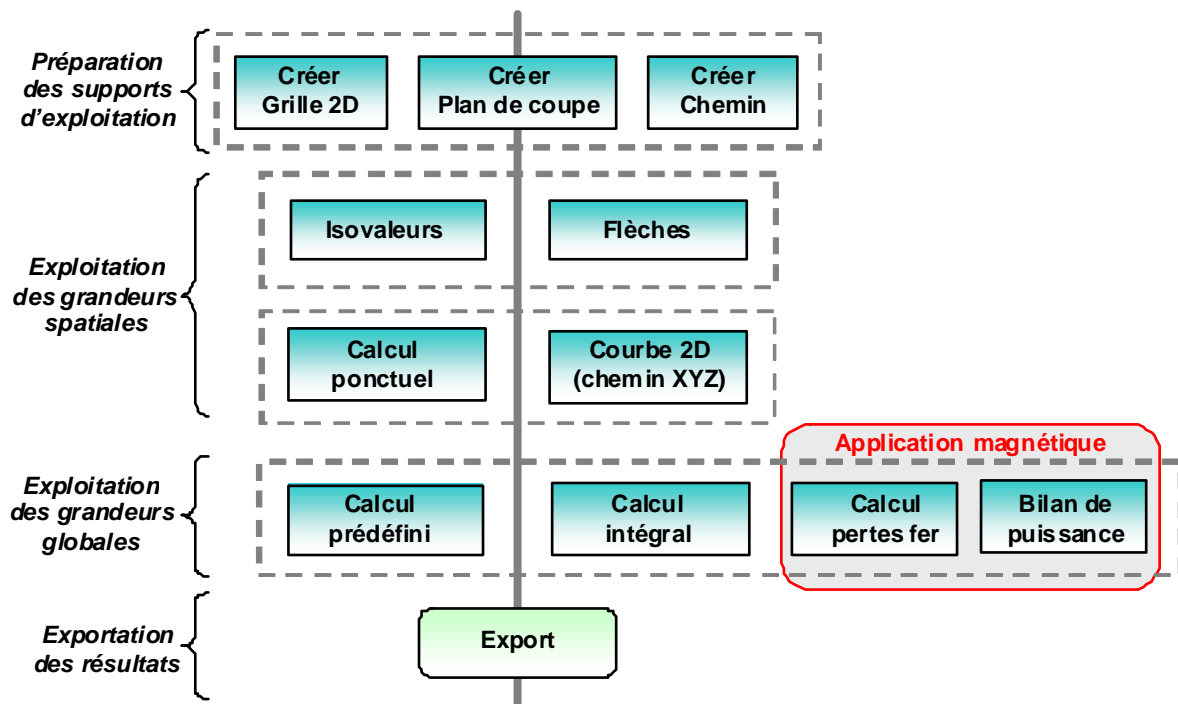 Préparation
des supports
d'exploitation
Créer
Grille 2D
Créer
Plan de coupe
Créer
Chemin
Exploitation
des grandeurs
spatiales
Isovaleurs
Flèches
Calcul
ponctuel
Courbe 2D
(chemin XYZ)
Application magnétique
Exploitation
des grandeurs
globales
Calcul
prédéfini
Calcul
intégral
Calcul
pertes fer
Bilan de
puissance
Exportation
des résultats
Export